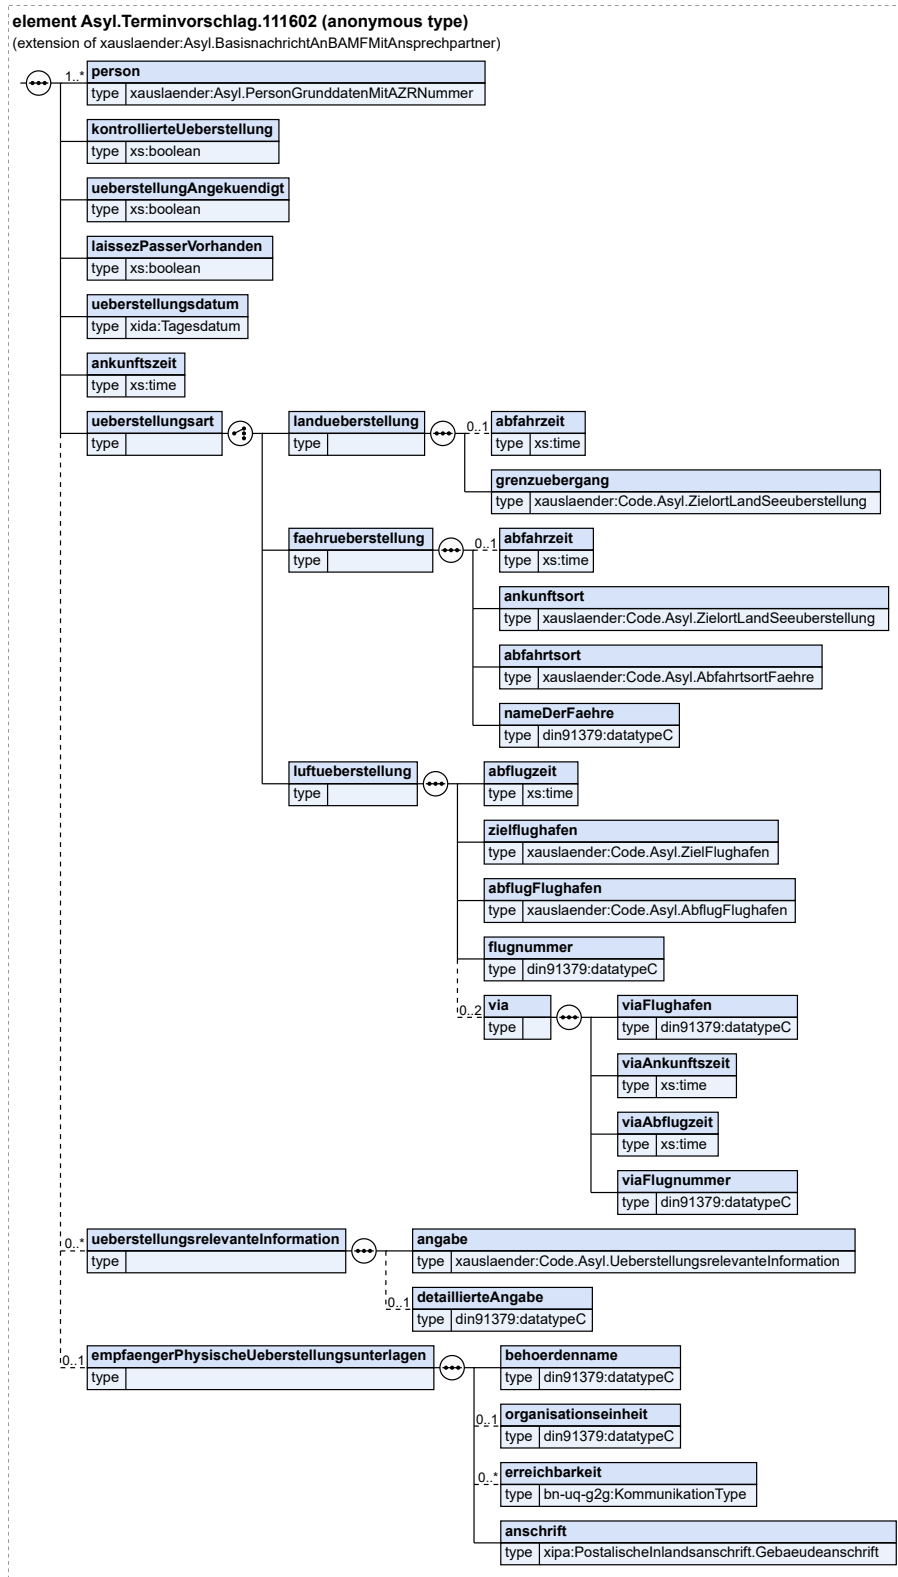 element Asyl.Terminvorschlag.111602 (anonymous type)
(extension of xauslaender:Asyl.BasisnachrichtAnBAMFMitAnsprechpartner)
1..* person
type xauslaender:Asyl.PersonGrunddatenMitAZRNummer
kontrollierteUeberstellung
type xs:boolean
ueberstellungAngekuendigt
type xs:boolean
laissezPasserVorhanden
type xs:boolean
ueberstellungsdatum
type xida:Tagesdatum
ankunftszeit
type xs:time
ueberstellungsart
type
landueberstellung
type
0..1 abfahrzeit
type xs:time
grenzuebergang
type xauslaender:Code.Asyl.ZielortLandSeeuberstellung
faehrueberstellung
type
0..1 abfahrzeit
type xs:time
ankunftsort
type xauslaender:Code.Asyl.ZielortLandSeeuberstellung
abfahrtsort
type xauslaender:Code.Asyl.AbfahrtsortFaehre
nameDerFaehre
type din91379:datatypeC
luftueberstellung
type
abflugzeit
type xs:time
zielflughafen
type xauslaender:Code.Asyl.ZielFlughafen
abflugFlughafen
type xauslaender:Code.Asyl.AbflugFlughafen
flugnummer
type din91379:datatypeC
0..2 via
type
viaFlughafen
type din91379:datatypeC
viaAnkunftszeit
type xs:time
viaAbflugzeit
type xs:time
viaFlugnummer
type din91379:datatypeC
0..* ueberstellungsrelevanteInformation
type
angabe
type xauslaender:Code.Asyl.UeberstellungsrelevanteInformation
0..1 detaillierteAngabe
type din91379:datatypeC
0..1 empfaengerPhysischeUeberstellungsunterlagen
type
behoerdenname
type din91379:datatypeC
0..1 organisationseinheit
type din91379:datatypeC
0..* erreichbarkeit
type bn-uq-g2g:KommunikationType
anschrift
type xipa:PostalischeInlandsanschrift.Gebaeudeanschrift